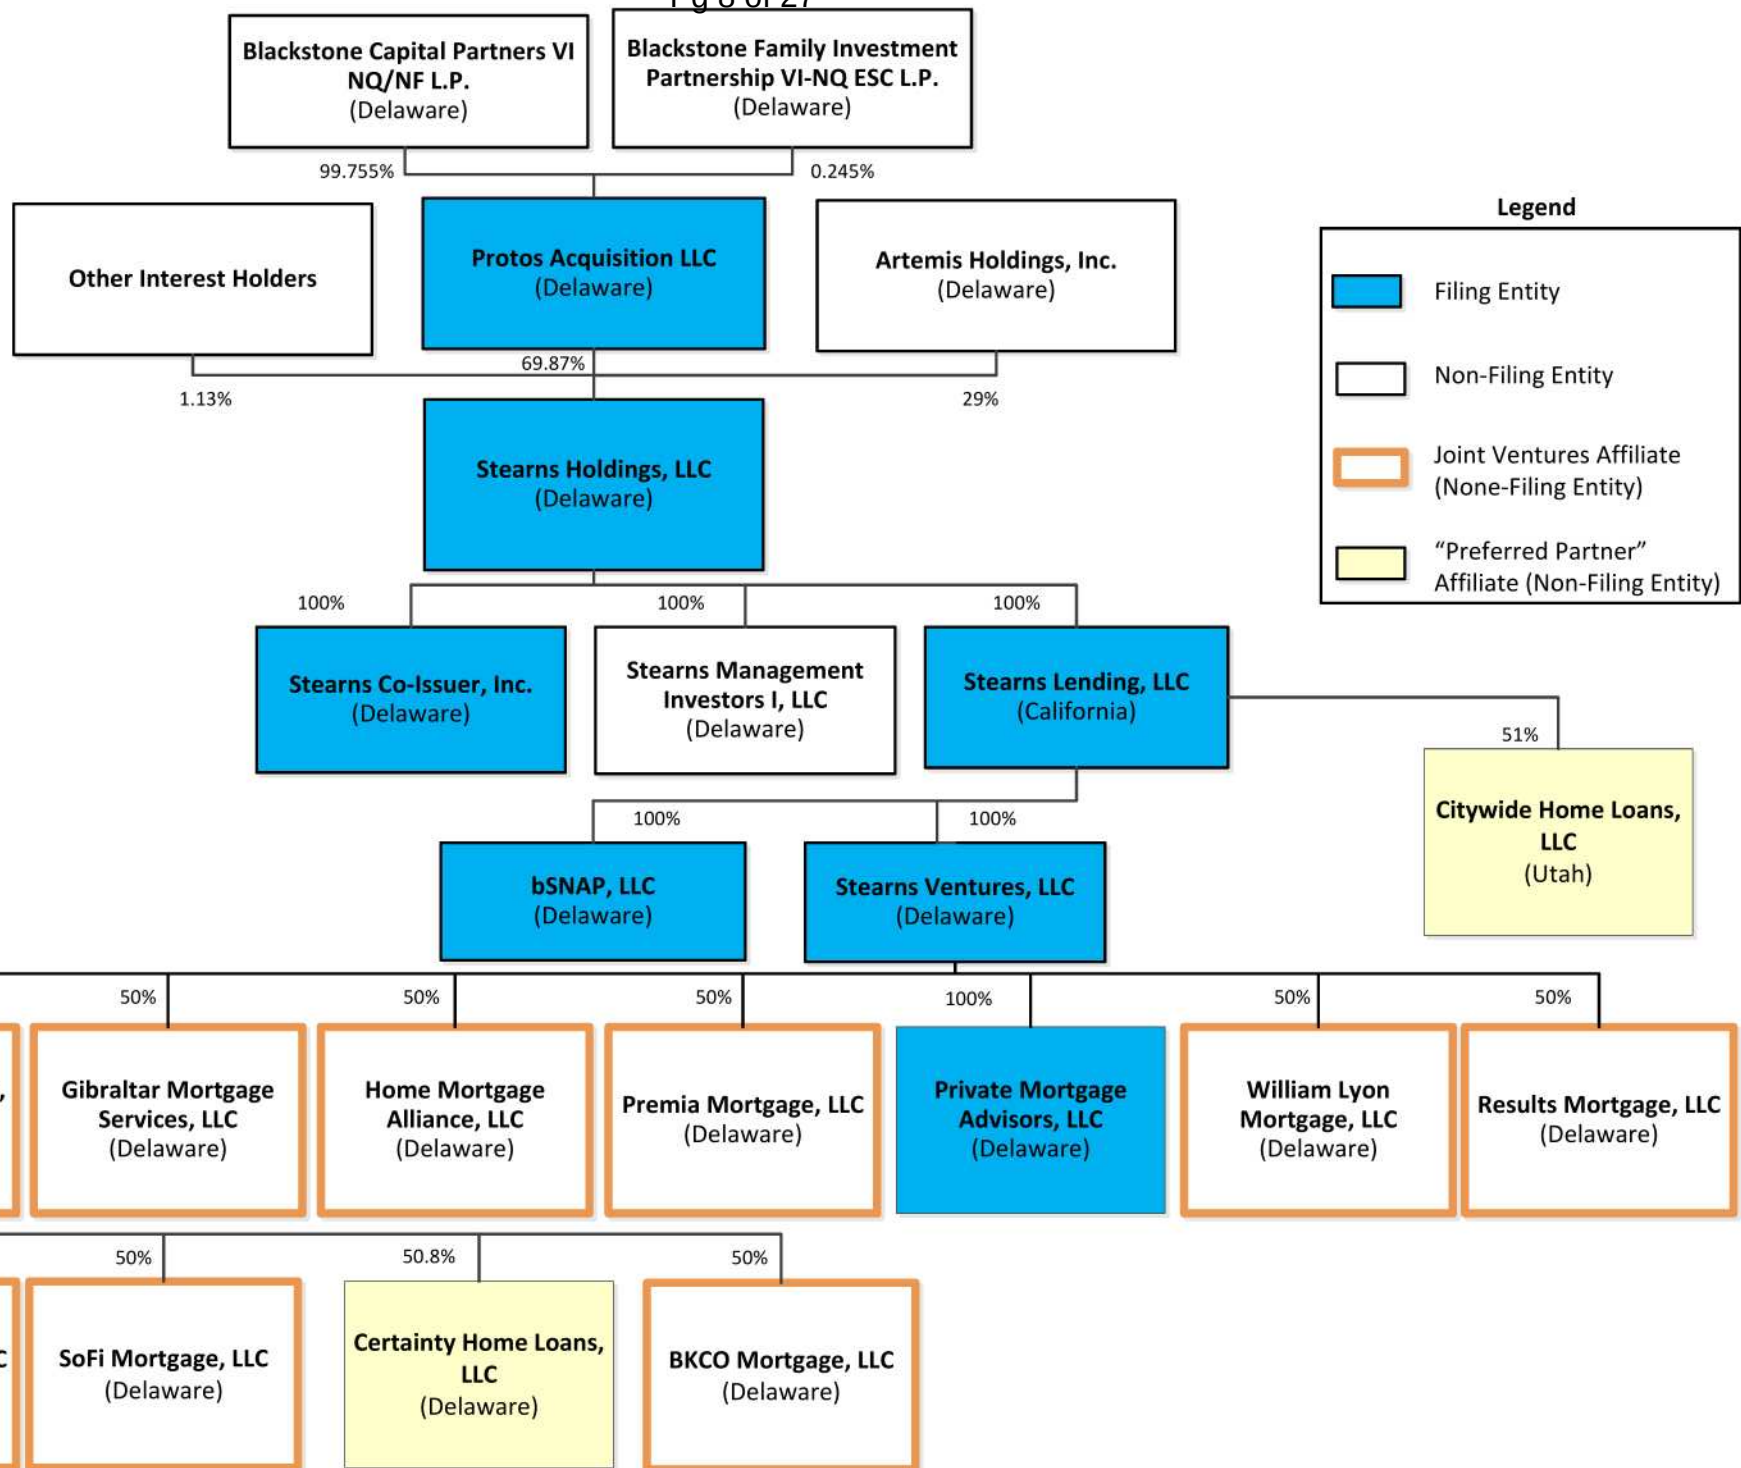 Pg 8 of 27
Blackstone Capital Partners VI
NQ/NF L.P.
(Delaware)
Blackstone Family Investment
Partnership VI-NQ ESC L.P.
(Delaware)
99.755%
0.245%
Other Interest Holders
Protos Acquisition LLC
(Delaware)
Artemis Holdings, Inc.
(Delaware)
69.87%
1.13%
29%
Legend
Filing Entity
Non-Filing Entity
Joint Ventures Affiliate
(None-Filing Entity)
“Preferred Partner”
Affiliate (Non-Filing Entity)
Stearns Holdings, LLC
(Delaware)
100%
100%
100%
Stearns Co-Issuer, Inc.
(Delaware)
Stearns Management
Investors I, LLC
(Delaware)
Stearns Lending, LLC
(California)
51%
Citywide Home Loans,
LLC
(Utah)
100%
100%
bSNAP, LLC
(Delaware)
Stearns Ventures, LLC
(Delaware)
50%
50%
50%
100%
50%
50%
,
Gibraltar Mortgage
Services, LLC
(Delaware)
Home Mortgage
Alliance, LLC
(Delaware)
Premia Mortgage, LLC
(Delaware)
Private Mortgage
Advisors, LLC
(Delaware)
William Lyon
Mortgage, LLC
(Delaware)
Results Mortgage, LLC
(Delaware)
50%
50.8%
50%
C
SoFi Mortgage, LLC
(Delaware)
Certainty Home Loans,
LLC
(Delaware)
BKCO Mortgage, LLC
(Delaware)